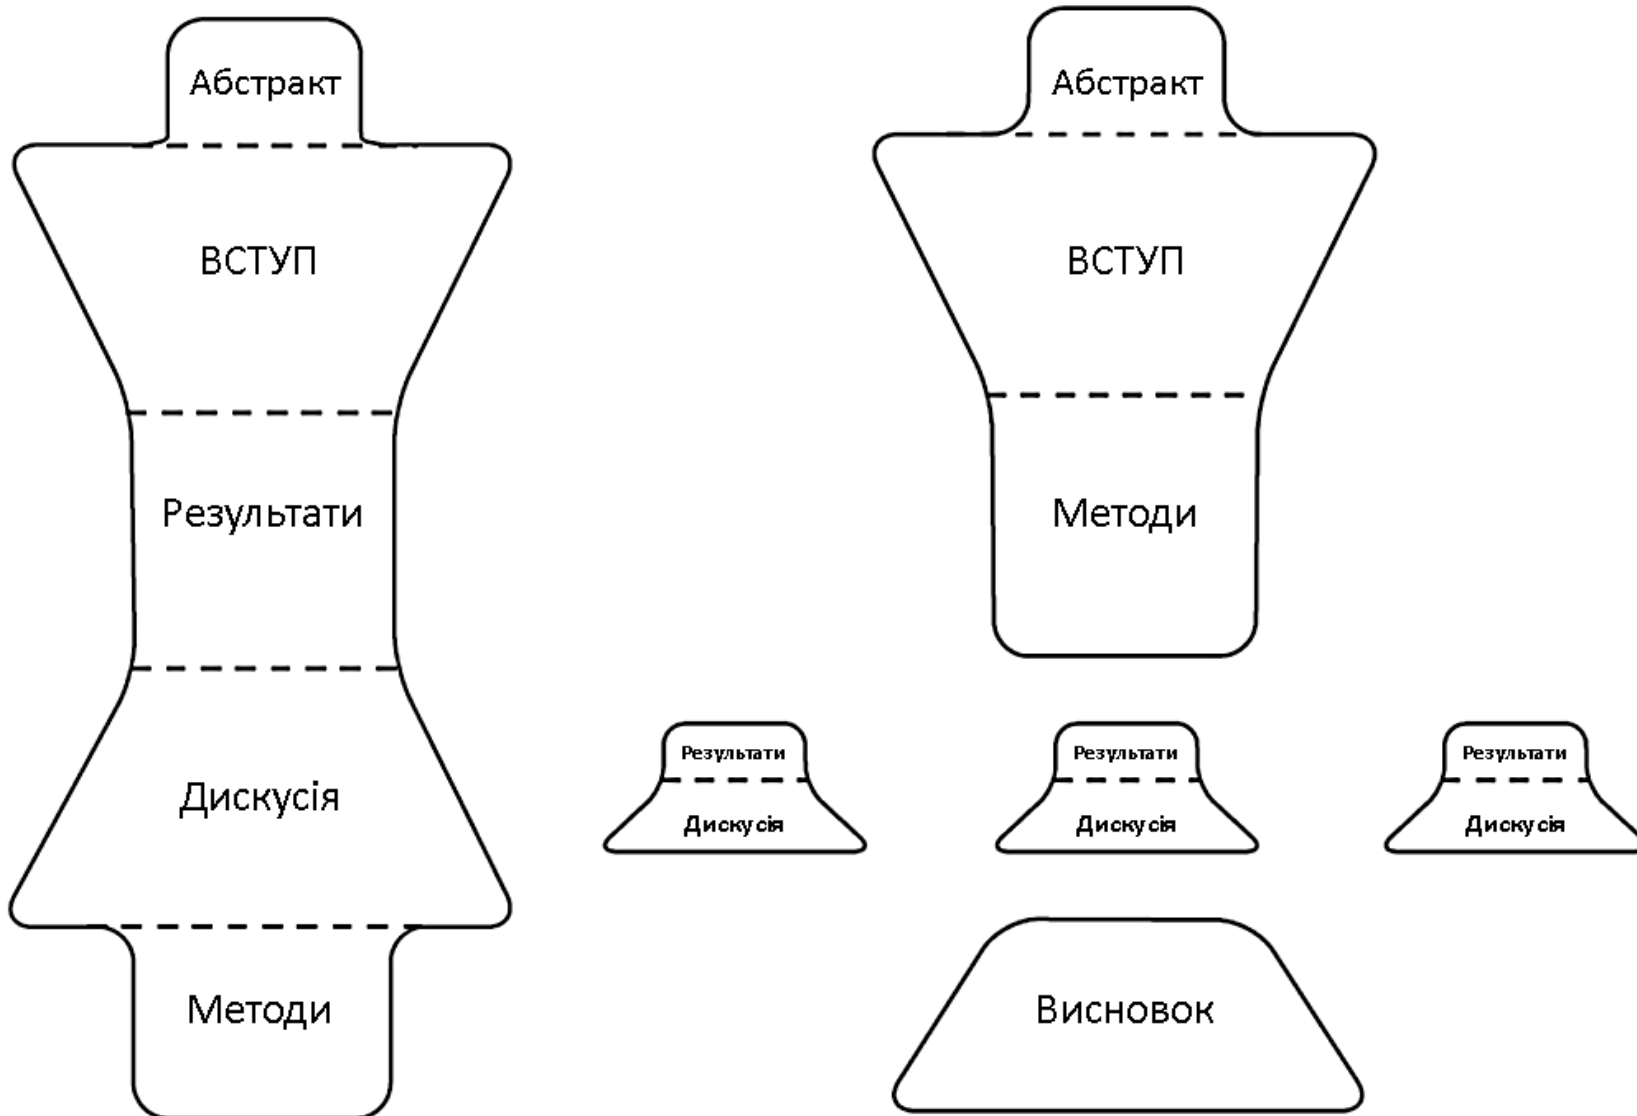 Абстракт
ВСТУП
Результати
Дискусія
Методи
Абстракт
ВСТУП
Методи
Результати
Дискусія
Результати
Дискусія
Результати
Дискусія
Висновок